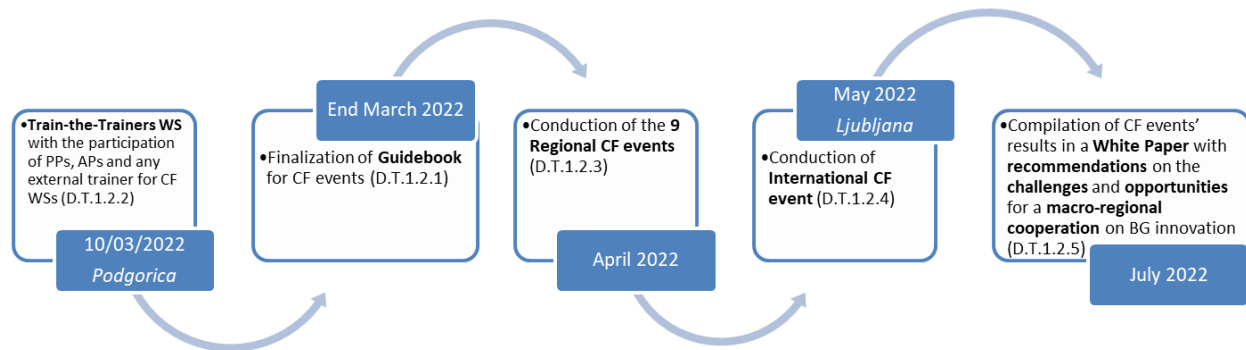 •Train-the-Trainers WS
with the participation
of PPs, APs and any
external trainer for CF
WSs (D.T.1.2.2)
10/03/2022
Podgorica
End March 2022
•Finalization of Guidebook
for CF events (D.T.1.2.1)
•Conduction of the 9
Regional CF events
(D.T.1.2.3)
April 2022
May 2022
Ljubljana
•Conduction of
International CF
event (D.T.1.2.4)
•Compilation of CF events’
results in a White Paper with
recommendations on the
challenges and opportunities
for a macro-regional
cooperation on BG innovation
(D.T.1.2.5)
July 2022